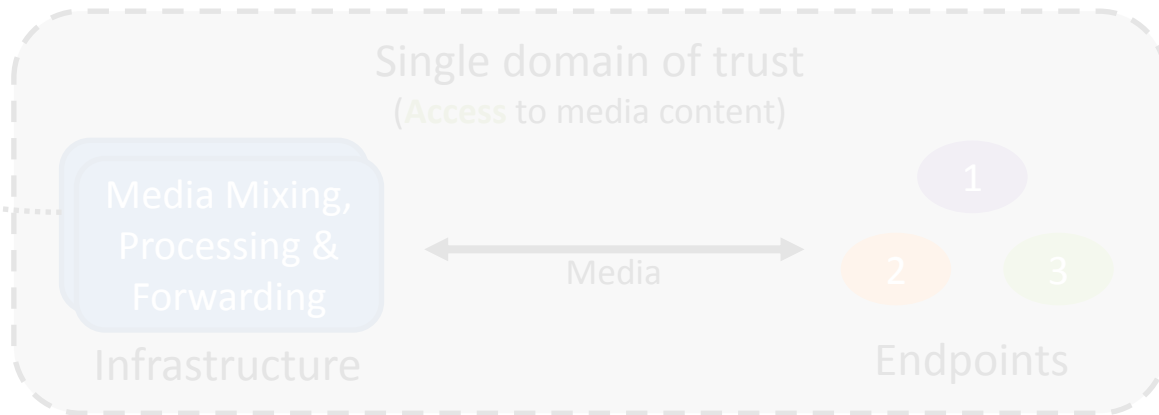 Single domain of trust
(Access to media content)
Media Mixing,
Processing &
Forwarding
Infrastructure
Media
1
2
3
Endpoints